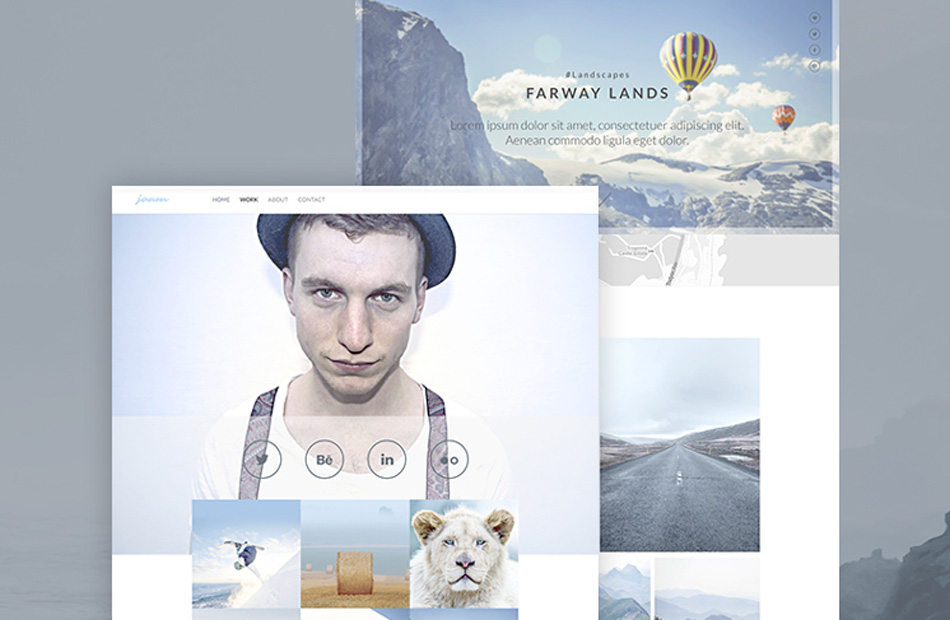 #Landscapes
FARWAY LANDS
Lorem ipsum dolor sit amet, consectetuer adipiscing elit.
Aenean commodo ligula eget dolor.
joaan
HOME WORK ABOUT CONTACT
Bē
in